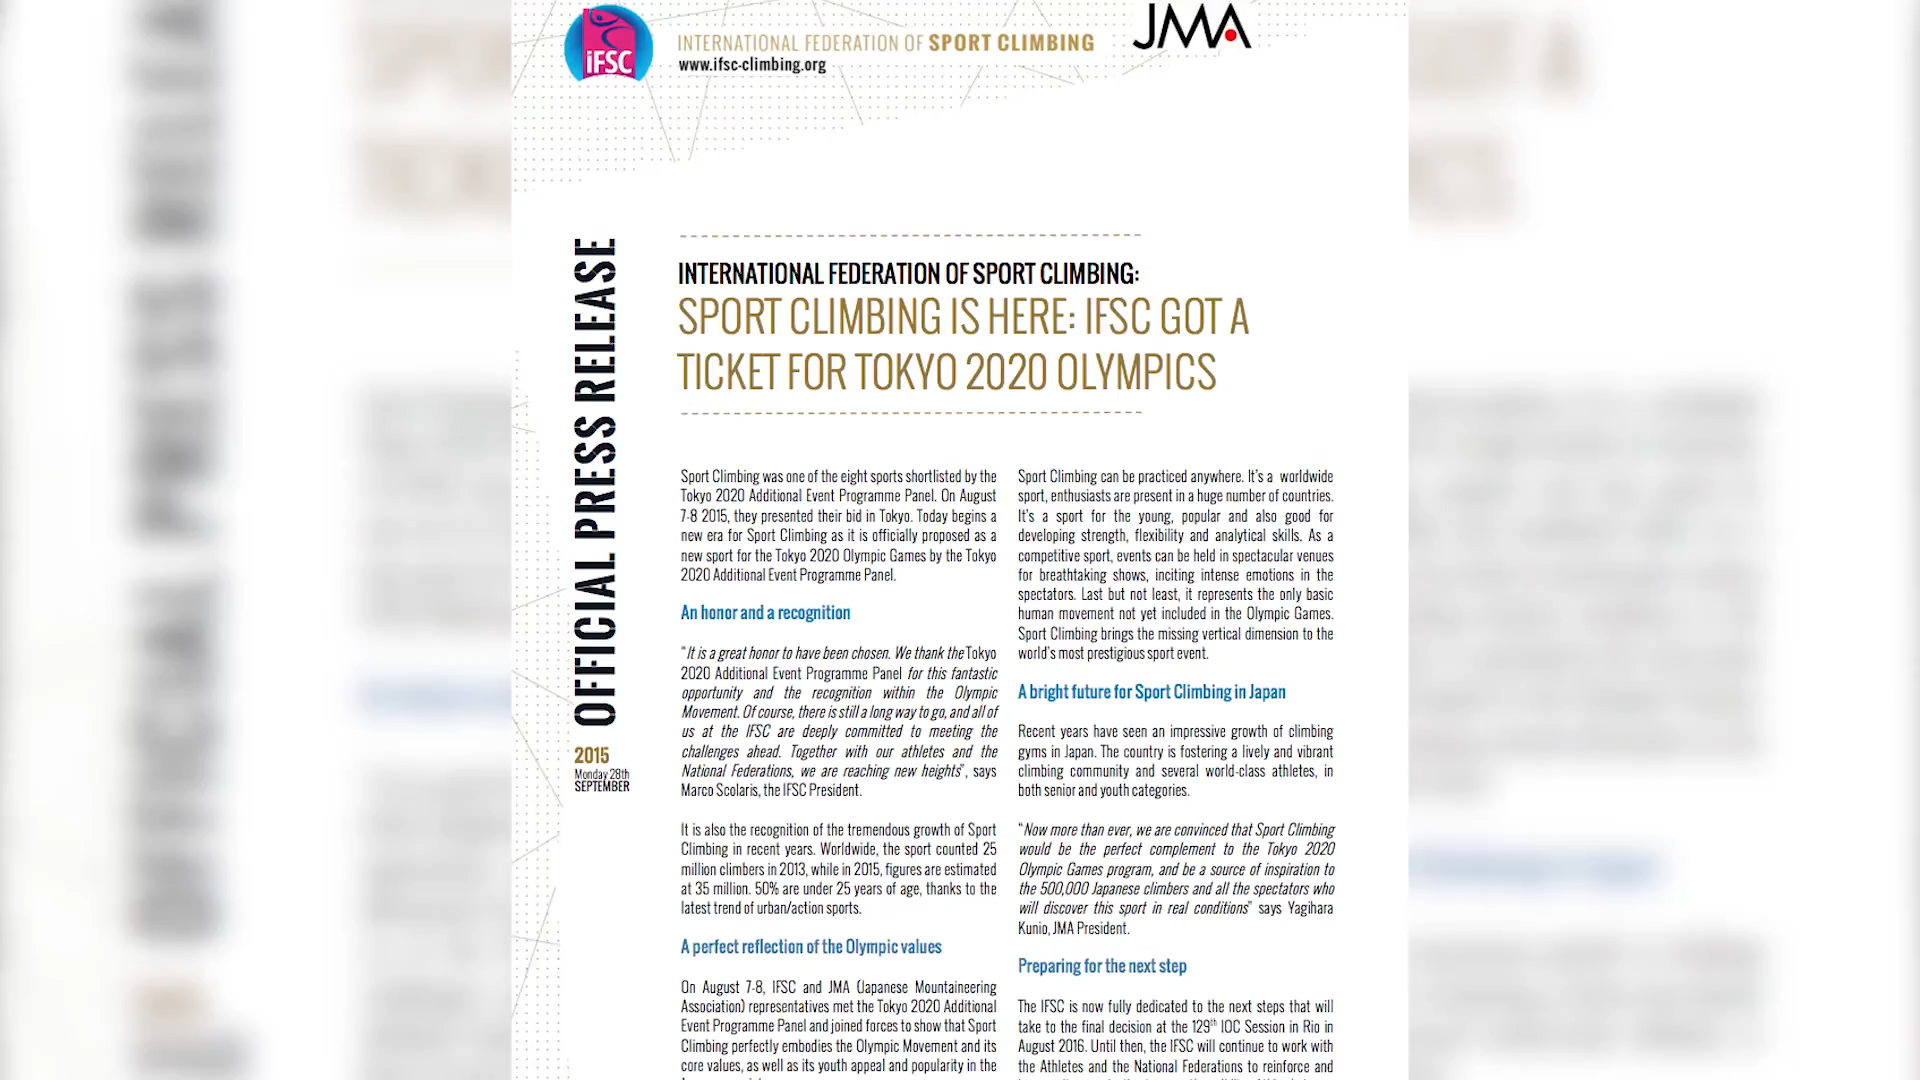 iFSC
INTERNATIONAL FEDERATION OF SPORT CLIMBING
www.ifsc-climbing.org
JMA
OFFICIAL PRESS RELEASE
2015
Monday 28th
SEPTEMBER
INTERNATIONAL FEDERATION OF SPORT CLIMBING:
SPORT CLIMBING IS HERE: IFSC GOT A
TICKET FOR TOKYO 2020 OLYMPICS
Sport Climbing was one of the eight sports shortlisted by the
Tokyo 2020 Additional Event Programme Panel. On August
7-8 2015, they presented their bid in Tokyo. Today begins a
new era for Sport Climbing as it is officially proposed as a
new sport for the Tokyo 2020 Olympic Games by the Tokyo
2020 Additional Event Programme Panel.
An honor and a recognition
“It is a great honor to have been chosen. We thank the Tokyo
2020 Additional Event Programme Panel for this fantastic
opportunity and the recognition within the Olympic
Movement. Of course, there is still a long way to go, and all of
us at the IFSC are deeply committed to meeting the
challenges ahead. Together with our athletes and the
National Federations, we are reaching new heights”, says
Marco Scolaris, the IFSC President.
It is also the recognition of the tremendous growth of Sport
Climbing in recent years. Worldwide, the sport counted 25
million climbers in 2013, while in 2015, figures are estimated
at 35 million. 50% are under 25 years of age, thanks to the
latest trend of urban/action sports.
A perfect reflection of the Olympic values
On August 7-8, IFSC and JMA (Japanese Mountaineering
Association) representatives met the Tokyo 2020 Additional
Event Programme Panel and joined forces to show that Sport
Climbing perfectly embodies the Olympic Movement and its
core values, as well as its youth appeal and popularity in the
Sport Climbing can be practiced anywhere. It's a worldwide
sport, enthusiasts are present in a huge number of countries.
It's a sport for the young, popular and also good for
developing strength, flexibility and analytical skills. As a
competitive sport, events can be held in spectacular venues
for breathtaking shows, inciting intense emotions in the
spectators. Last but not least, it represents the only basic
human movement not yet included in the Olympic Games.
Sport Climbing brings the missing vertical dimension to the
world's most prestigious sport event.
A bright future for Sport Climbing in Japan
Recent years have seen an impressive growth of climbing
gyms in Japan. The country is fostering a lively and vibrant
climbing community and several world-class athletes, in
both senior and youth categories.
“Now more than ever, we are convinced that Sport Climbing
would be the perfect complement to the Tokyo 2020
Olympic Games program, and be a source of inspiration to
the 500,000 Japanese climbers and all the spectators who
will discover this sport in real conditions” says Yagihara
Kunio, JMA President.
Preparing for the next step
The IFSC is now fully dedicated to the next steps that will
take to the final decision at the 129th IOC Session in Rio in
August 2016. Until then, the IFSC will continue to work with
the Athletes and the National Federations to reinforce and